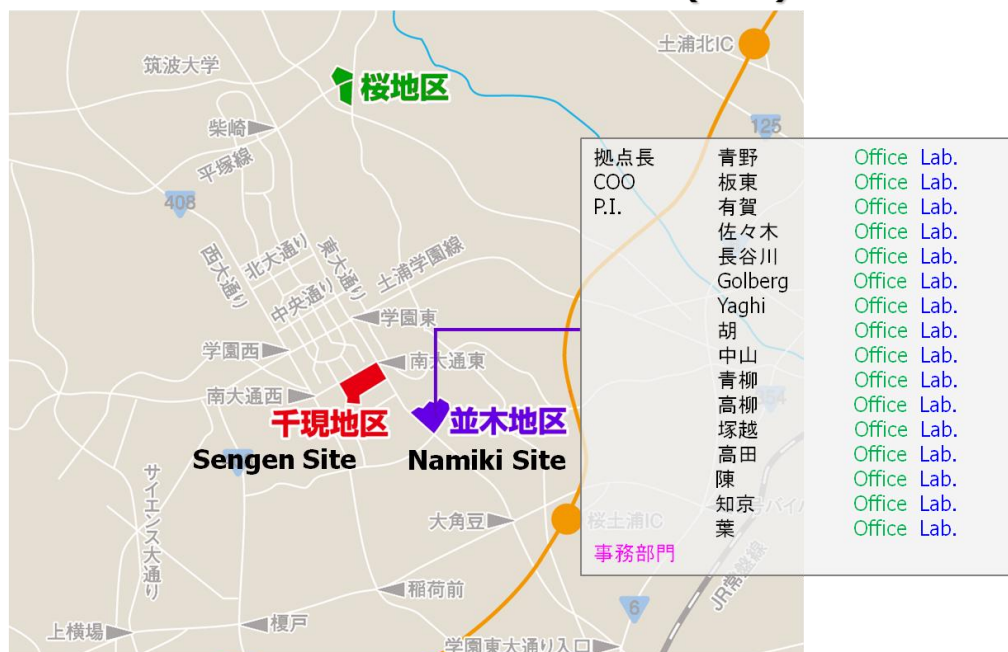 土浦北IC
筑波大学
桜地区
柴崎
125
平塚線
408
拠点長 青野 Office Lab.
COO 板東 Office Lab.
P.I. 有賀 Office Lab.
佐々木 Office Lab.
長谷川 Office Lab.
Golberg Office Lab.
Yaghi Office Lab.
胡 Office Lab.
中山 Office Lab.
青柳 Office Lab.
高柳 Office Lab.
塚越 Office Lab.
高田 Office Lab.
陳 Office Lab.
知京 Office Lab.
葉 Office Lab.
事務部門
西大通り
北大通り
東大通り
土浦学園線
中央通り
学園東
学園西
南大通東
南大通西
354
千現地区
並木地区
Sengen Site
Namiki Site
サイエンス大通り
大角豆
桜土浦IC
号バイパ
JR常磐線
稲荷前
6
上横場
榎戸
学園東大通り入口